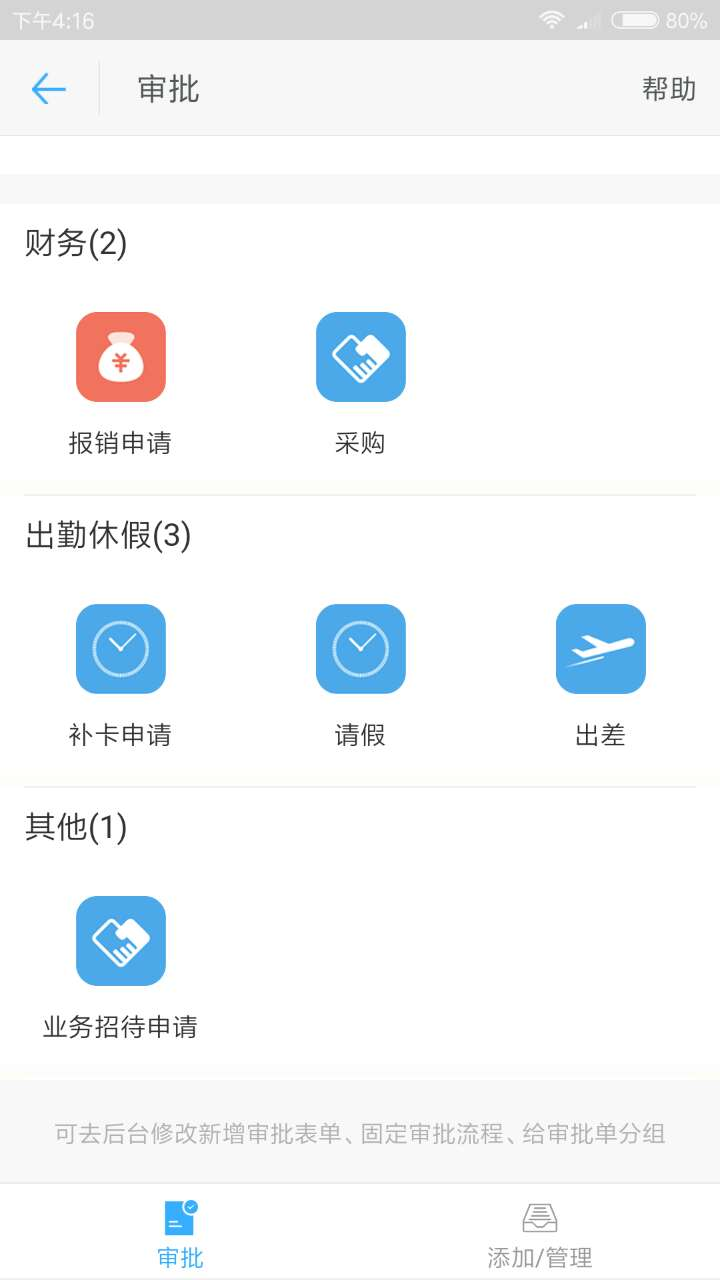 下午4:16
80%
审批
帮助
财务(2)
¥
报销申请
采购
出勤休假(3)
补卡申请
请假
出差
其他(1)
业务招待申请
可去后台修改新增审批表单、固定审批流程、给审批单分组
审批
添加/管理